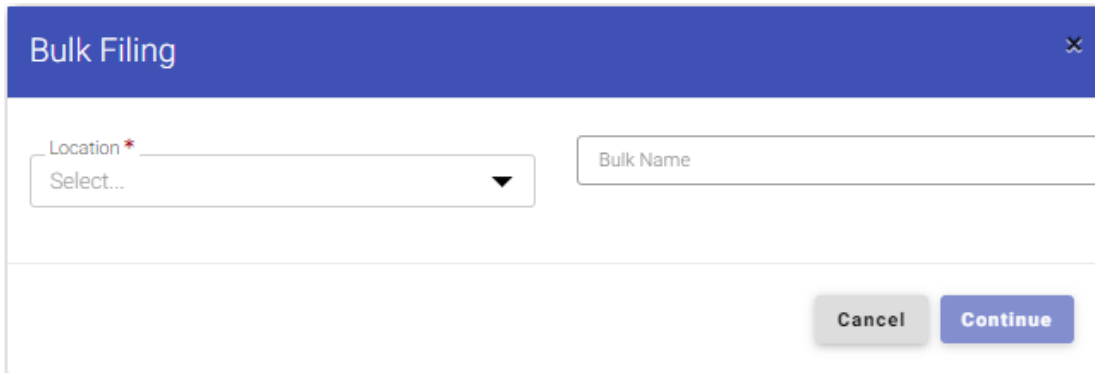 Bulk Filing
Location *
Select...
Bulk Name
Cancel
Continue